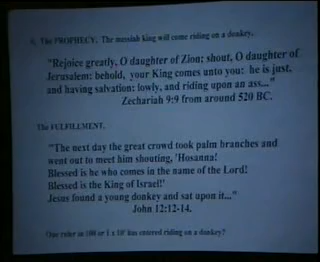 The PROPHECY. The messiah king will come riding on a donkey.
"Rejoice greatly, O daughter of Zion; shout, O daughter of
Jerusalem: behold, your King comes unto you: he is just,
and having salvation: lowly, and riding upon an ass..."
Zechariah 9:9 from around 520 BC.
The FULFILLMENT.
"The next day the great crowd took palm branches and
went out to meet him shouting, 'Hosanna!
Blessed is he who comes in the name of the Lord!
Blessed is the King of Israel!'
Jesus found a young donkey and sat upon it..."
John 12:12-14.
One ruler in 100 or 1 x 10² has entered riding on a donkey?